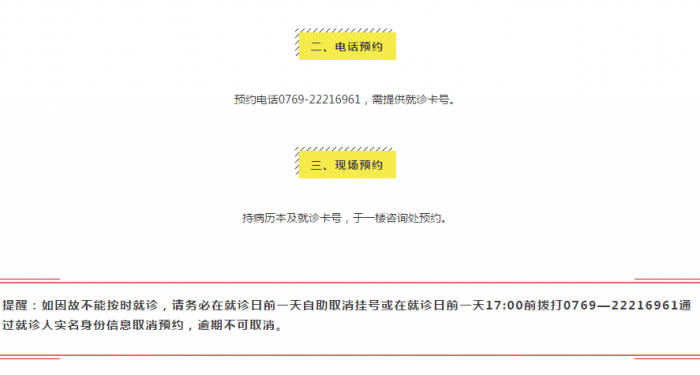 二、电话预约
预约电话0769-22216961，需提供就诊卡号。
三、现场预约
持病历本及就诊卡号，于一楼咨询处预约。
提醒：如因故不能按时就诊，请务必在就诊日前一天自助取消挂号或在就诊日前一天17:00前拨打0769—22216961通
过就诊人实名身份信息取消预约，逾期不可取消。